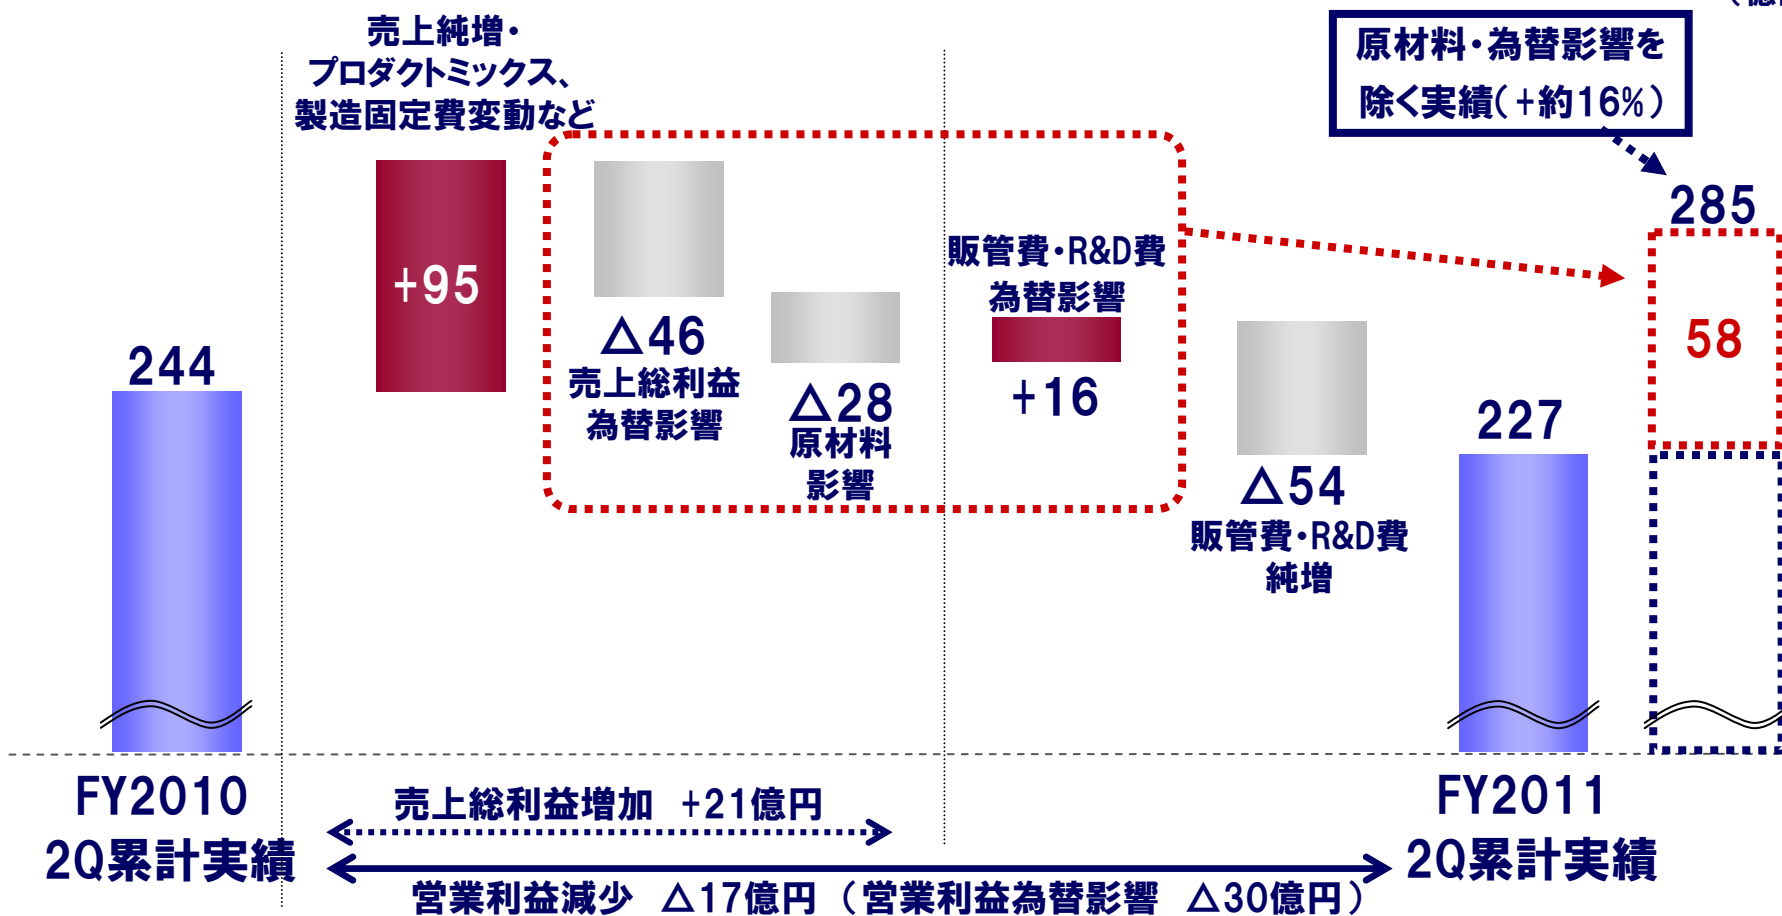 売上純増・
プロダクトミックス、
製造固定費変動など
原材料・為替影響を
除く実績(+約16%)
285
+95
販管費・R&D費
為替影響
58
△46
売上総利益
為替影響
244
△28
原材料
影響
+16
227
△54
販管費・R&D費
純増
FY2010
2Q累計実績
売上総利益増加 +21億円
FY2011
2Q累計実績
営業利益減少 △17億円(営業利益為替影響 △30億円)